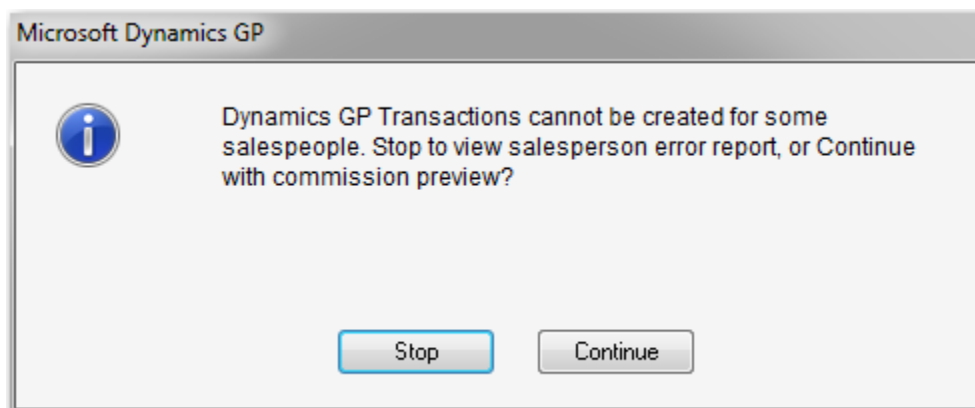 Microsoft Dynamics GP
Dynamics GP Transactions cannot be created for some
salespeople. Stop to view salesperson error report, or Continue
with commission preview?
Stop
Continue